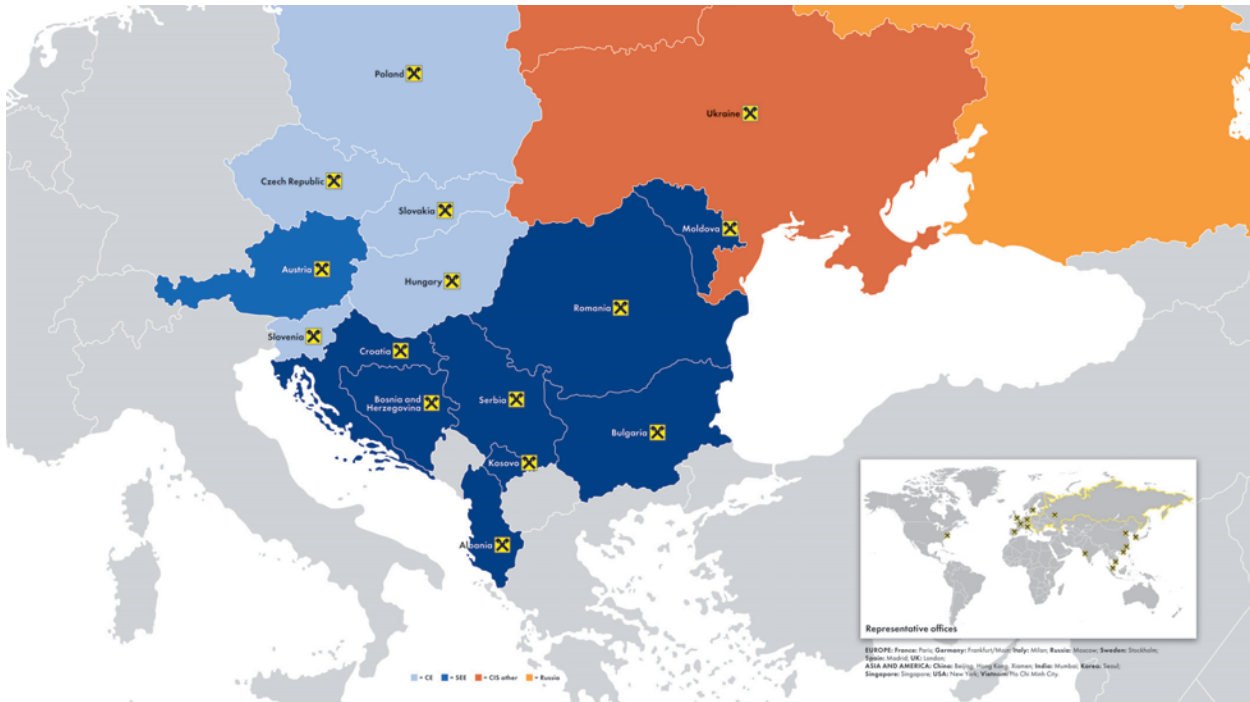 Poland
Ukraine
Czech Republic
Slovakia
Moldova
Austria
Hungary
Romania
Slovenia
Croatia
Bosnia and
Herzegovina
Serbia
Bulgaria
Kosovo
Albania
Representative offices
EUROPE: France: Paris; Germany: Frankfurt/Main; Italy: Milan; Russia: Moscow; Sweden: Stockholm;
Spain: Madrid; UK: London;
ASIA AND AMERICA: China: Beijing, Hong Kong, Xiamen; India: Mumbai; Korea: Seoul;
Singapore: Singapore; USA: New York; Vietnam: Ho Chi Minh City.
= CE = SEE = CIS other = Russia